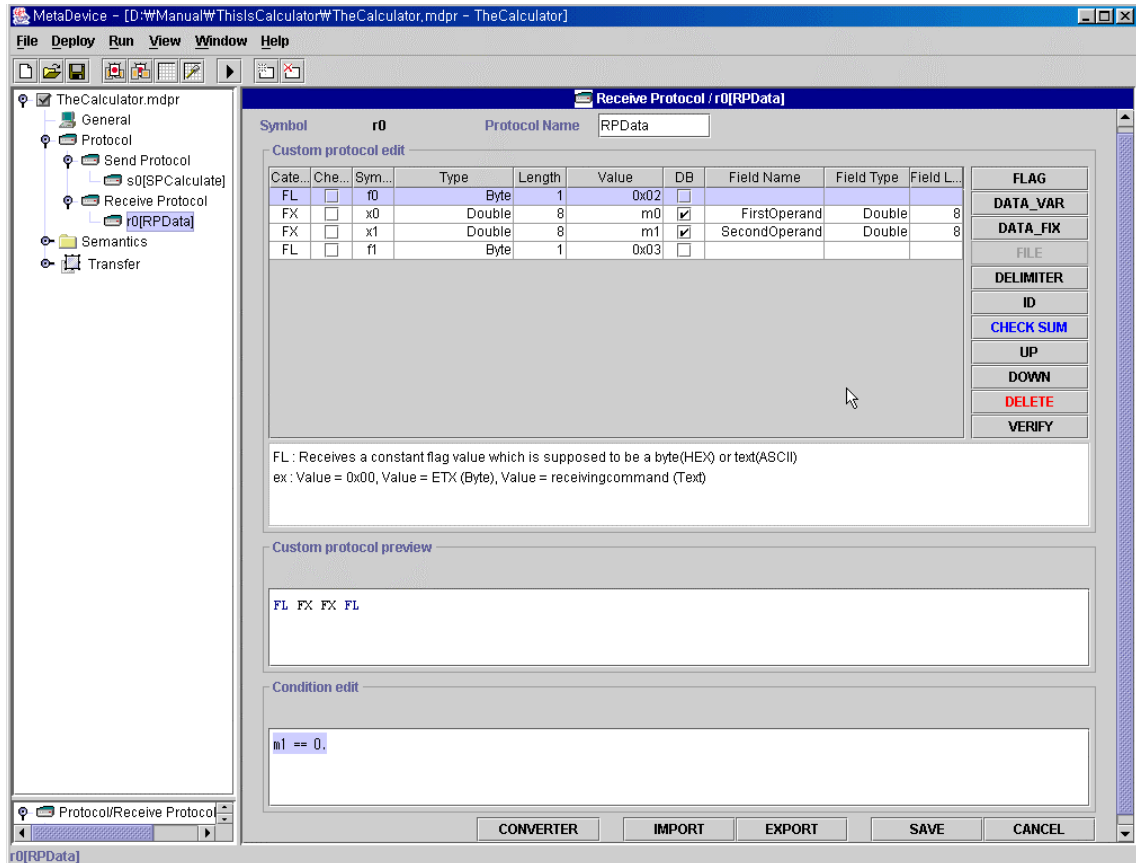 MetaDevice - [D:₩Manual₩ThisIsCalculator₩TheCalculator.mdpr - TheCalculator]
File Deploy Run View Window Help
TheCalculator.mdpr
General
Protocol
Send Protocol
s0[SPCalculate]
Receive Protocol
r0[RPData]
Semantics
Transfer
Protocol/Receive Protocol
Receive Protocol / r0[RPData]
Symbol r0 Protocol Name RPData
Custom protocol edit
Cate... Che... Sym... Type Length Value DB Field Name Field Type Field L...
FL f0 Byte 1 0x02
FX x0 Double 8 m0 FirstOperand Double 8
FX x1 Double 8 m1 SecondOperand Double 8
FL f1 Byte 1 0x03
FLAG
DATA_VAR
DATA_FIX
FILE
DELIMITER
ID
CHECK SUM
UP
DOWN
DELETE
VERIFY
FL : Receives a constant flag value which is supposed to be a byte(HEX) or text(ASCII)
ex : Value = 0x00, Value = ETX (Byte), Value = receivingcommand (Text)
Custom protocol preview
FL FX FX FL
Condition edit
m1 == 0.
CONVERTER IMPORT EXPORT SAVE CANCEL
r0[RPData]